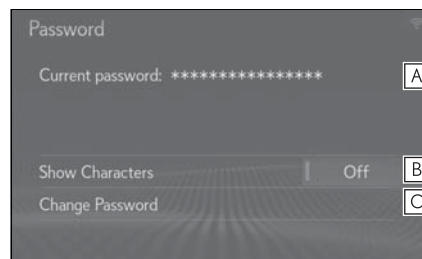 Password
Current password: ****************
A
Show Characters
Off
B
Change Password
C